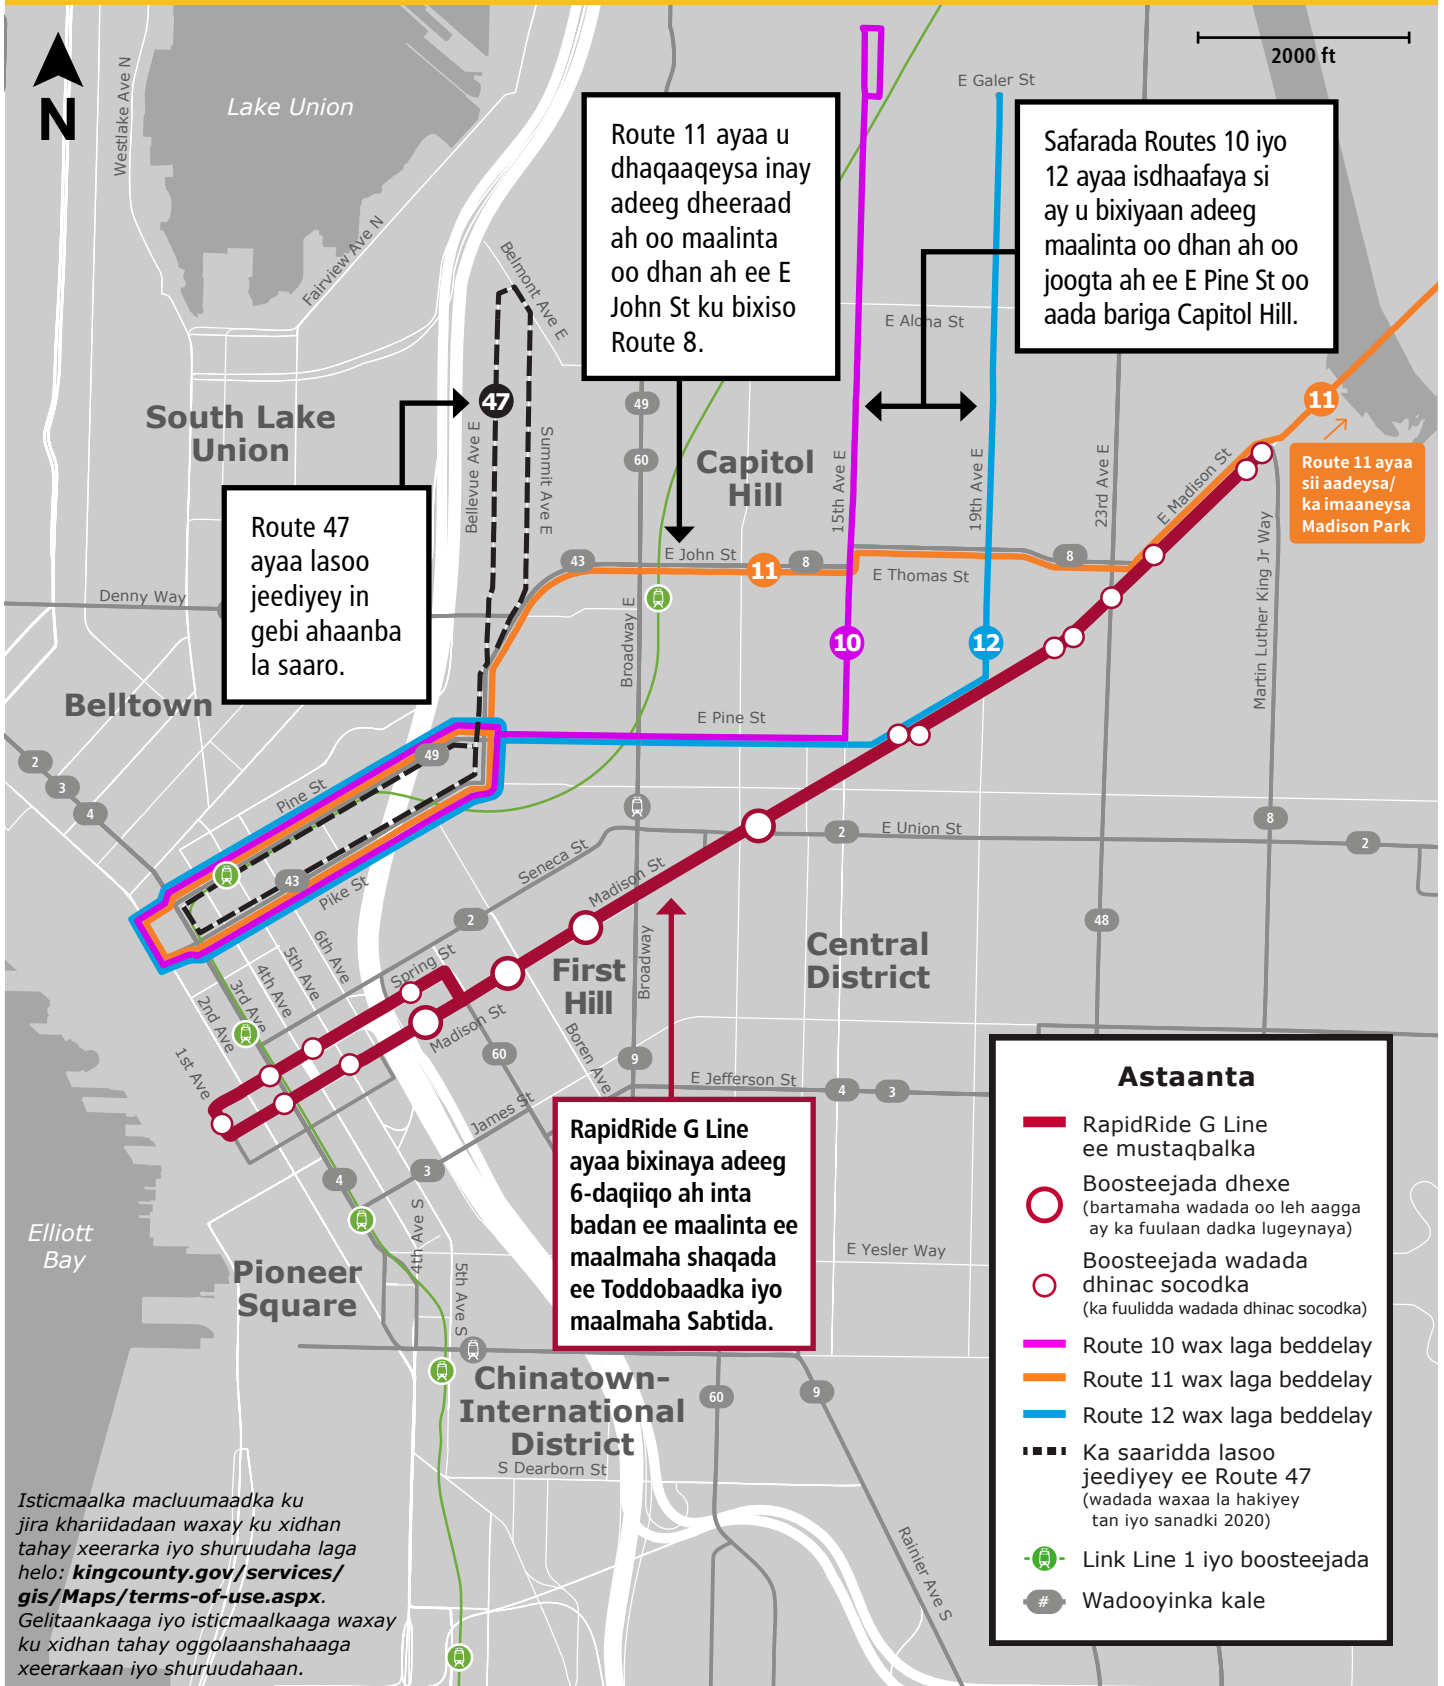 N
2000 ft
Lake Union
Westlake Ave N
Fairview Ave N
Belmont Ave E
E Galer St
Route 11 ayaa u
dhaqaaqeysa inay
adeeg dheeraad
ah oo maalinta
oo dhan ah ee E
John St ku bixiso
Route 8.
Safarada Routes 10 iyo
12 ayaa isdhaafaya si
ay u bixiyaan adeeg
maalinta oo dhan ah oo
joogta ah ee E Pine St oo
aada bariga Capitol Hill.
E Aloha St
47
49
60
11
South Lake
Union
Capitol
Hill
Bellevue Ave E
Summit Ave E
15th Ave E
19th Ave E
23rd Ave E
E Madison St
Route 11 ayaa
sii aadeysa/
ka imaaneysa
Madison Park
Route 47
ayaa lasoo
jeediyey in
gebi ahaanba
la saaro.
43
E John St
11
8
8
E Thomas St
Denny Way
Broadway E
10
12
Martin Luther King Jr Way
Belltown
E Pine St
49
2
3
4
Pine St
43
Pike St
Seneca St
Madison St
2
E Union St
8
2
2
48
6th Ave
5th Ave
4th Ave
3rd Ave
2nd Ave
1st Ave
Spring St
Madison St
First
Hill
Broadway
Central
District
Boren Ave
60
9
E Jefferson St
4
3
James St
3
4
RapidRide G Line
ayaa bixinaya adeeg
6-daqiiqo ah inta
badan ee maalinta ee
maalmaha shaqada
ee Toddobaadka iyo
maalmaha Sabtida.
Elliott
Bay
Pioneer
Square
4th Ave S
5th Ave S
E Yesler Way
Chinatown-
International
District
60
9
S Dearborn St
Rainier Ave S
Astaanta
RapidRide G Line
ee mustaqbalka
Boosteejada dhexe
(bartamaha wadada oo leh aagga
ay ka fuulaan dadka lugeynaya)
Boosteejada wadada
dhinac socodka
(ka fuulidda wadada dhinac socodka)
Route 10 wax laga beddelay
Route 11 wax laga beddelay
Route 12 wax laga beddelay
Ka saaridda lasoo
jeediyey ee Route 47
(wadada waxaa la hakiyey
tan iyo sanadki 2020)
Link Line 1 iyo boosteejada
# Wadooyinka kale
Isticmaalka macluumaadka ku
jira khariidadaan waxay ku xidhan
tahay xeerarka iyo shuruudaha laga
helo: kingcounty.gov/services/
gis/Maps/terms-of-use.aspx.
Gelitaankaaga iyo isticmaalkaaga waxay
ku xidhan tahay oggolaanshahaaga
xeerarkaan iyo shuruudahaan.